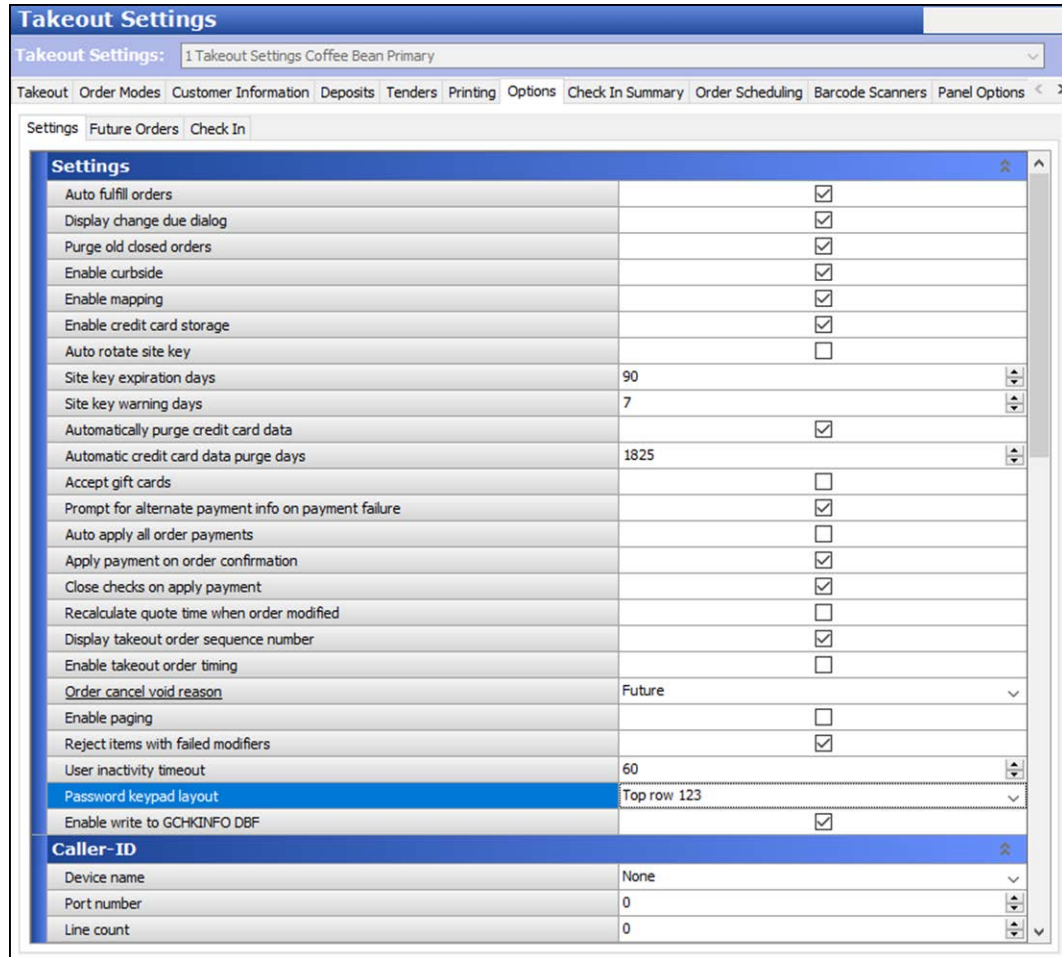 Takeout Settings
Takeout Settings: 1 Takeout Settings Coffee Bean Primary
Takeout Order Modes Customer Information Deposits Tenders Printing Options Check In Summary Order Scheduling Barcode Scanners Panel Options
Settings Future Orders Check In
Settings
Auto fulfill orders
Display change due dialog
Purge old closed orders
Enable curbside
Enable mapping
Enable credit card storage
Auto rotate site key
Site key expiration days 90
Site key warning days 7
Automatically purge credit card data
Automatic credit card data purge days 1825
Accept gift cards
Prompt for alternate payment info on payment failure
Auto apply all order payments
Apply payment on order confirmation
Close checks on apply payment
Recalculate quote time when order modified
Display takeout order sequence number
Enable takeout order timing
Order cancel void reason Future
Enable paging
Reject items with failed modifiers
User inactivity timeout 60
Password keypad layout Top row 123
Enable write to GCHKINFO DBF
Caller-ID
Device name None
Port number 0
Line count 0